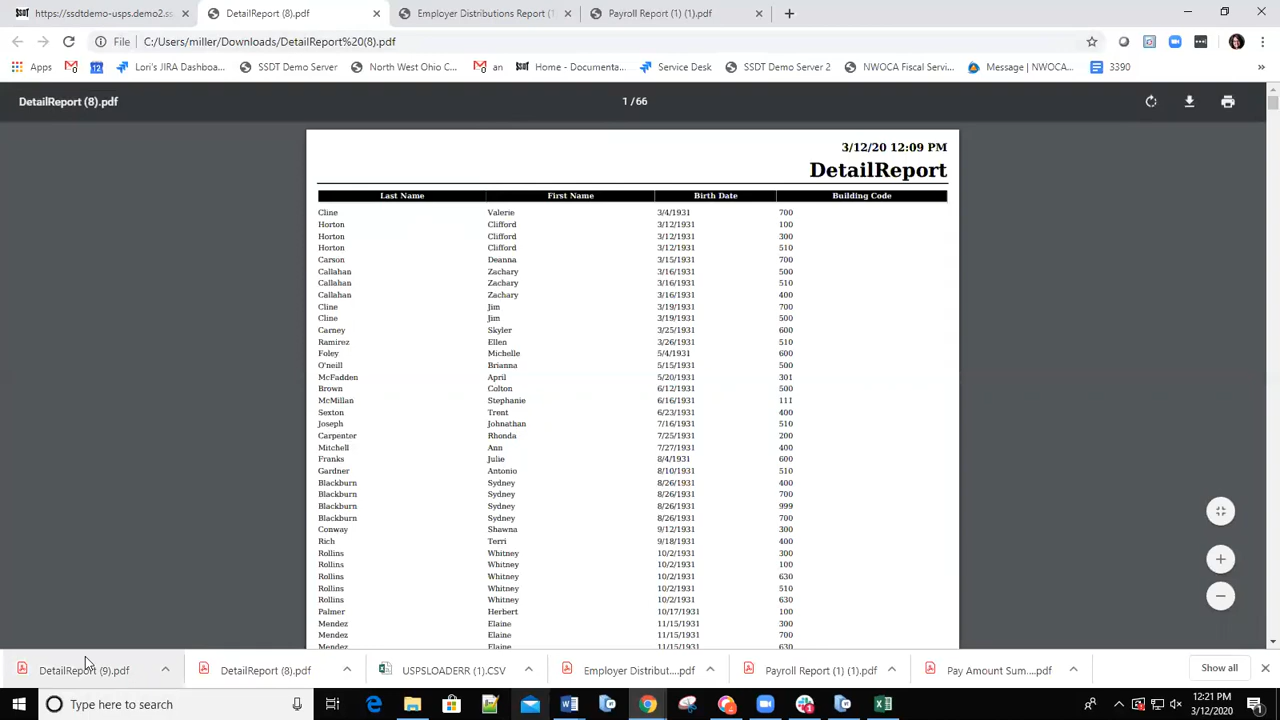 https://ssdtdemo-usps.demo2.ss
DetailReport (8).pdf
Employer Distributions Report (1
Payroll Report (1) (1).pdf
File
C:/Users/miller/Downloads/DetailReport%20(8).pdf
Apps
12
Lori's JIRA Dashboa...
SSDT Demo Server
North West Ohio C...
an
Home - Documenta...
Service Desk
SSDT Demo Server 2
NWOCA Fiscal Servi...
Message | NWOCA...
3390
DetailReport (8).pdf
1 / 66
3/12/20 12:09 PM
DetailReport
Last Name First Name Birth Date Building Code
Cline Valerie 3/4/1931 700
Horton Clifford 3/12/1931 100
Horton Clifford 3/12/1931 300
Horton Clifford 3/12/1931 510
Carson Deanna 3/15/1931 700
Callahan Zachary 3/16/1931 500
Callahan Zachary 3/16/1931 510
Callahan Zachary 3/16/1931 400
Cline Jim 3/19/1931 700
Cline Jim 3/19/1931 500
Carney Skyler 3/25/1931 600
Ramirez Ellen 3/26/1931 510
Foley Michelle 5/4/1931 600
O'neill Brianna 5/15/1931 500
McFadden April 5/20/1931 301
Brown Colton 6/12/1931 500
McMillan Stephanie 6/16/1931 111
Sexton Trent 6/23/1931 400
Joseph Johnathan 7/16/1931 510
Carpenter Rhonda 7/25/1931 200
Mitchell Ann 7/27/1931 400
Franks Julie 8/4/1931 600
Gardner Antonio 8/10/1931 510
Blackburn Sydney 8/26/1931 400
Blackburn Sydney 8/26/1931 700
Blackburn Sydney 8/26/1931 999
Blackburn Sydney 8/26/1931 700
Conway Shawna 9/12/1931 300
Rich Terri 9/18/1931 400
Rollins Whitney 10/2/1931 300
Rollins Whitney 10/2/1931 100
Rollins Whitney 10/2/1931 630
Rollins Whitney 10/2/1931 510
Rollins Whitney 10/2/1931 630
Palmer Herbert 10/17/1931 100
Mendez Elaine 11/15/1931 300
Mendez Elaine 11/15/1931 700
Mendez Elaine 11/15/1931 630
DetailReport (9).pdf
DetailReport (8).pdf
USPSLOADERR (1).CSV
Employer Distribut....pdf
Payroll Report (1) (1).pdf
Pay Amount Sum....pdf
Show all
Type here to search
12:21 PM
3/12/2020